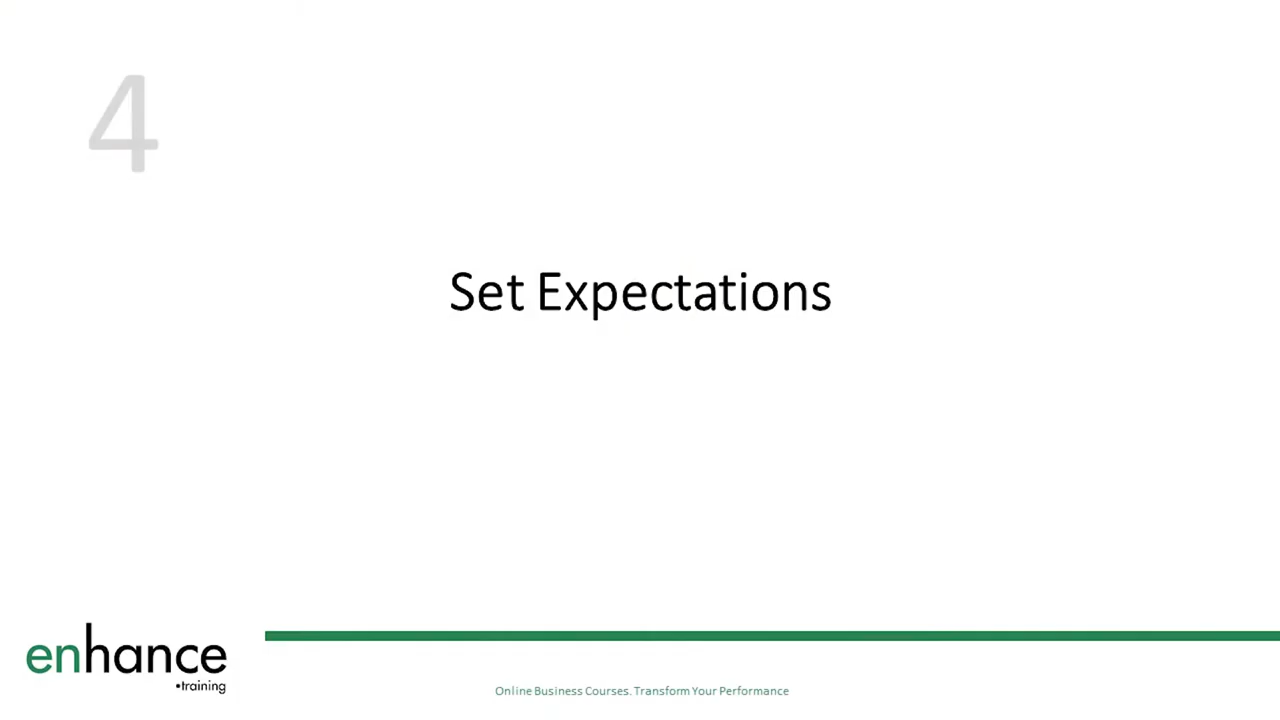 4
Set Expectations
enhance
•training
Online Business Courses. Transform Your Performance